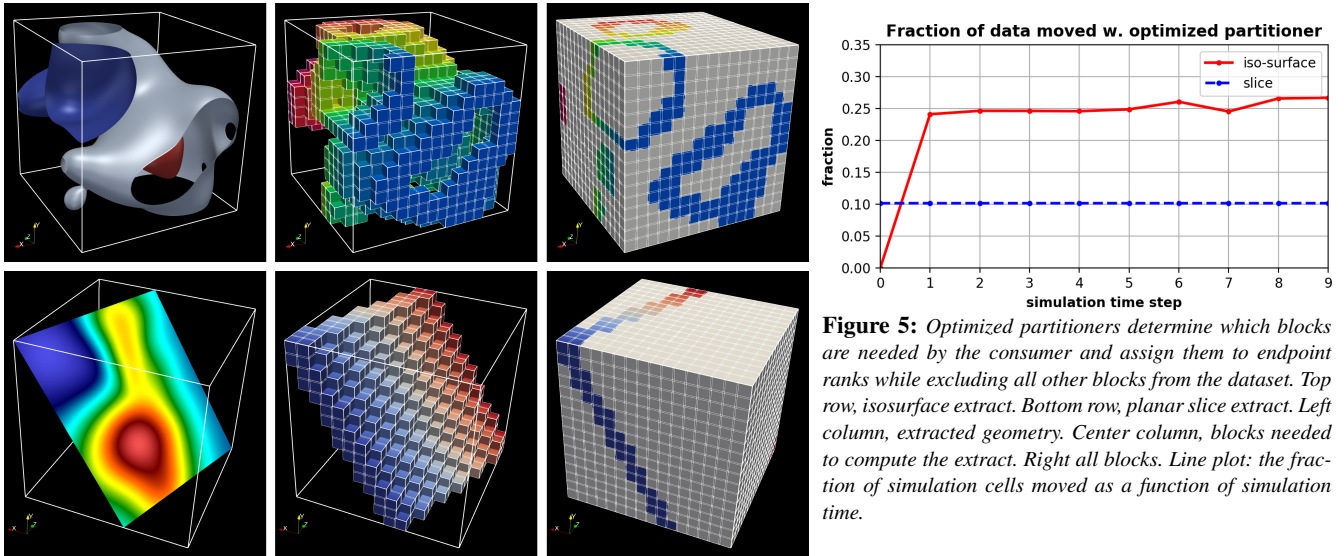 Fraction of data moved w. optimized partitioner
iso-surface
slice
fraction
0.35
0.30
0.25
0.20
0.15
0.10
0.05
0.00
0 1 2 3 4 5 6 7 8 9
simulation time step
Figure 5: Optimized partitioners determine which blocks
are needed by the consumer and assign them to endpoint
ranks while excluding all other blocks from the dataset. Top
row, isosurface extract. Bottom row, planar slice extract. Left
column, extracted geometry. Center column, blocks needed
to compute the extract. Right all blocks. Line plot: the frac-
tion of simulation cells moved as a function of simulation
time.
X Y Z
X Y Z
X Y Z
X Y Z
X Y Z
X Y Z